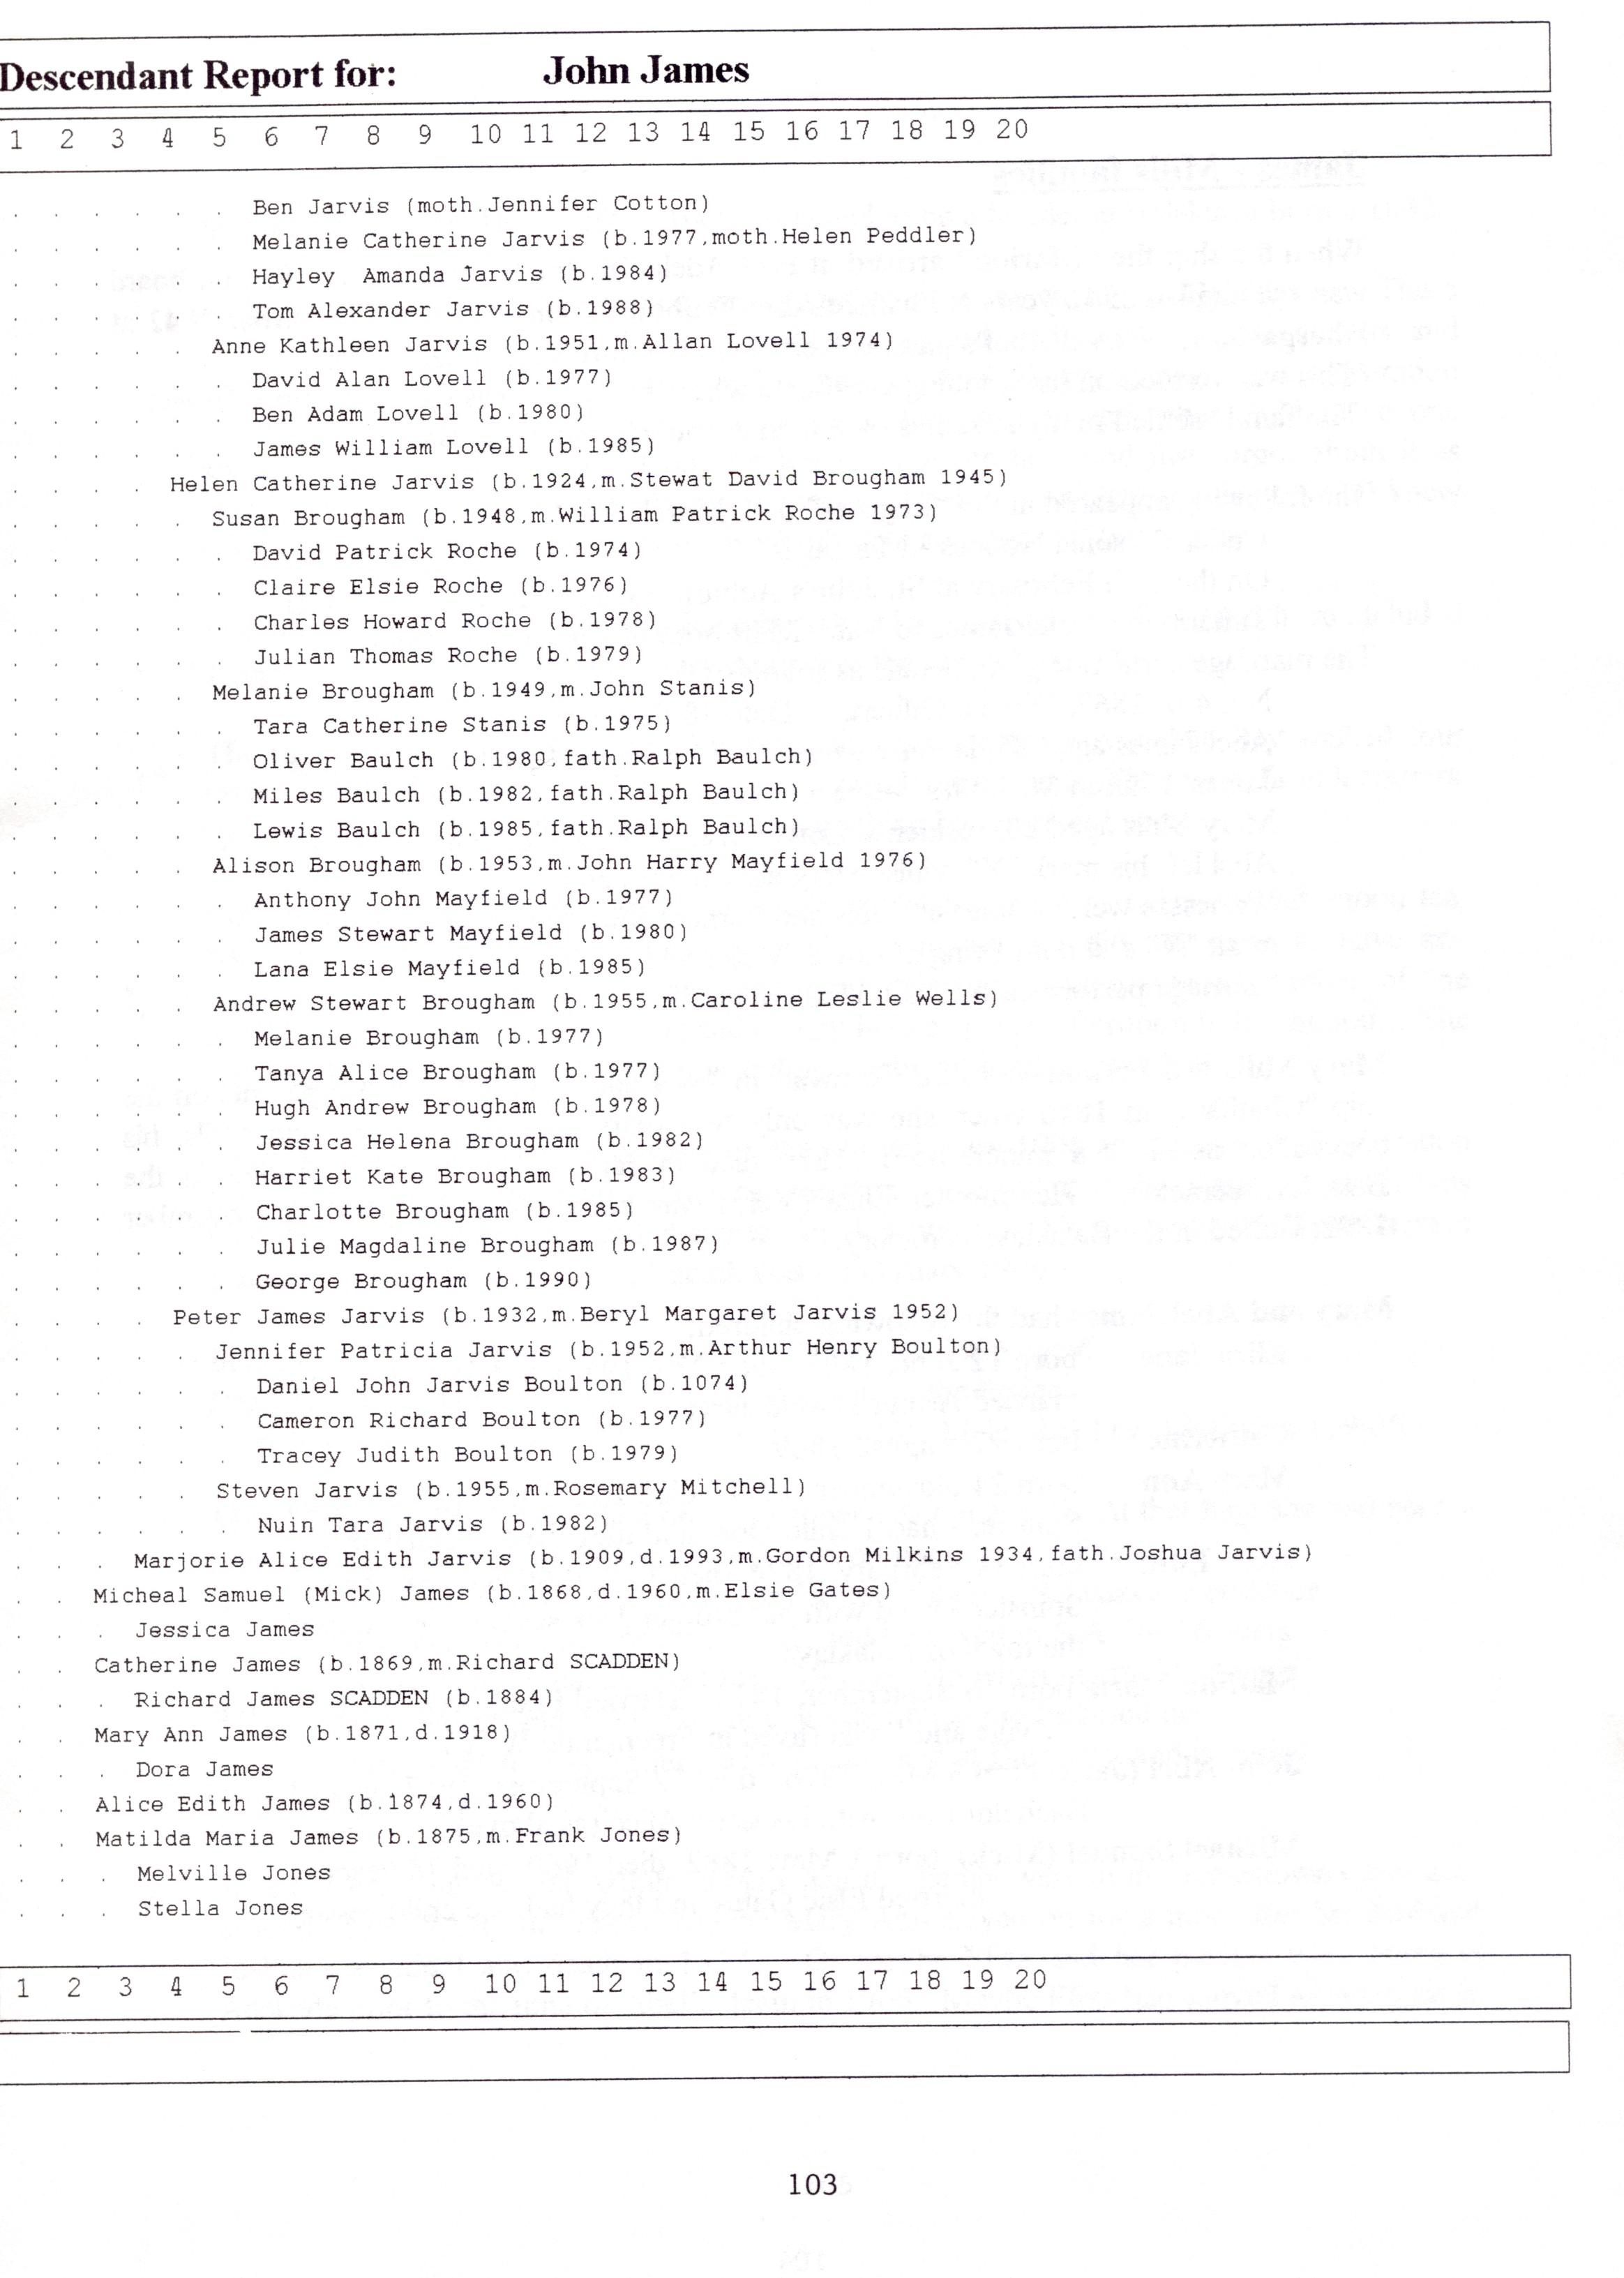 Descendant Report for: John James
1 2 3 4 5 6 7 8 9 10 11 12 13 14 15 16 17 18 19 20
. . . . . . Ben Jarvis (moth.Jennifer Cotton)
. . . . . . Melanie Catherine Jarvis (b.1977,moth.Helen Peddler)
. . . . . . Hayley Amanda Jarvis (b.1984)
. . . . . . Tom Alexander Jarvis (b.1988)
. . . . . Anne Kathleen Jarvis (b.1951,m.Allan Lovell 1974)
. . . . . . David Alan Lovell (b.1977)
. . . . . . Ben Adam Lovell (b.1980)
. . . . . . James William Lovell (b.1985)
. . . . Helen Catherine Jarvis (b.1924,m.Stewat David Brougham 1945)
. . . . . Susan Brougham (b.1948,m.William Patrick Roche 1973)
. . . . . . David Patrick Roche (b.1974)
. . . . . . Claire Elsie Roche (b.1976)
. . . . . . Charles Howard Roche (b.1978)
. . . . . . Julian Thomas Roche (b.1979)
. . . . . Melanie Brougham (b.1949,m.John Stanis)
. . . . . . Tara Catherine Stanis (b.1975)
. . . . . . Oliver Baulch (b.1980,fath.Ralph Baulch)
. . . . . . Miles Baulch (b.1982,fath.Ralph Baulch)
. . . . . . Lewis Baulch (b.1985,fath.Ralph Baulch)
. . . . . Alison Brougham (b.1953,m.John Harry Mayfield 1976)
. . . . . . Anthony John Mayfield (b.1977)
. . . . . . James Stewart Mayfield (b.1980)
. . . . . . Lana Elsie Mayfield (b.1985)
. . . . . Andrew Stewart Brougham (b.1955,m.Caroline Leslie Wells)
. . . . . . Melanie Brougham (b.1977)
. . . . . . Tanya Alice Brougham (b.1977)
. . . . . . Hugh Andrew Brougham (b.1978)
. . . . . . Jessica Helena Brougham (b.1982)
. . . . . . Harriet Kate Brougham (b.1983)
. . . . . . Charlotte Brougham (b.1985)
. . . . . . Julie Magdaline Brougham (b.1987)
. . . . . . George Brougham (b.1990)
. . . . Peter James Jarvis (b.1932,m.Beryl Margaret Jarvis 1952)
. . . . . Jennifer Patricia Jarvis (b.1952,m.Arthur Henry Boulton)
. . . . . . Daniel John Jarvis Boulton (b.1074)
. . . . . . Cameron Richard Boulton (b.1977)
. . . . . . Tracey Judith Boulton (b.1979)
. . . . . Steven Jarvis (b.1955,m.Rosemary Mitchell)
. . . . . . Nuin Tara Jarvis (b.1982)
. . . Marjorie Alice Edith Jarvis (b.1909,d.1993,m.Gordon Milkins 1934,fath.Joshua Jarvis)
. . Micheal Samuel (Mick) James (b.1868,d.1960,m.Elsie Gates)
. . . Jessica James
. . Catherine James (b.1869,m.Richard SCADDEN)
. . . Richard James SCADDEN (b.1884)
. . Mary Ann James (b.1871,d.1918)
. . . Dora James
. . Alice Edith James (b.1874,d.1960)
. . Matilda Maria James (b.1875,m.Frank Jones)
. . . Melville Jones
. . . Stella Jones
1 2 3 4 5 6 7 8 9 10 11 12 13 14 15 16 17 18 19 20
103